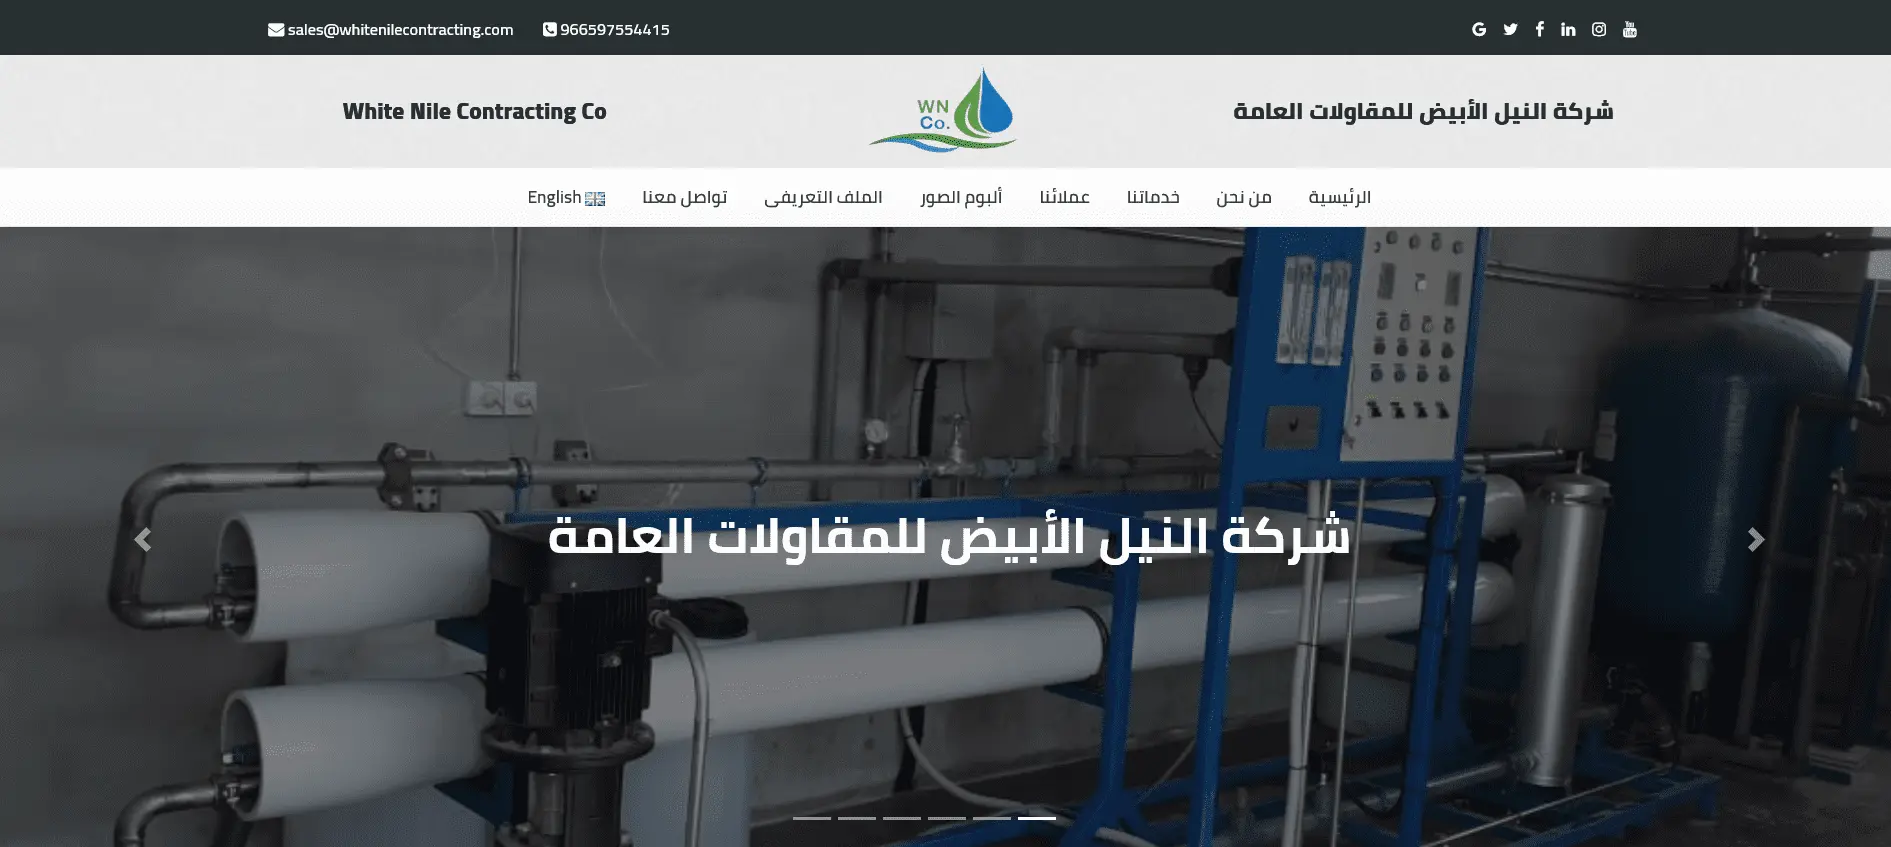 sales@whitenilecontracting.com 966597554415
White Nile Contracting Co
WN
Co.
شركة النيل الأبيض للمقاولات العامة
الرئيسية من نحن خدماتنا عملائنا ألبوم الصور الملف التعريفى تواصل معنا English
شركة النيل الأبيض للمقاولات العامة